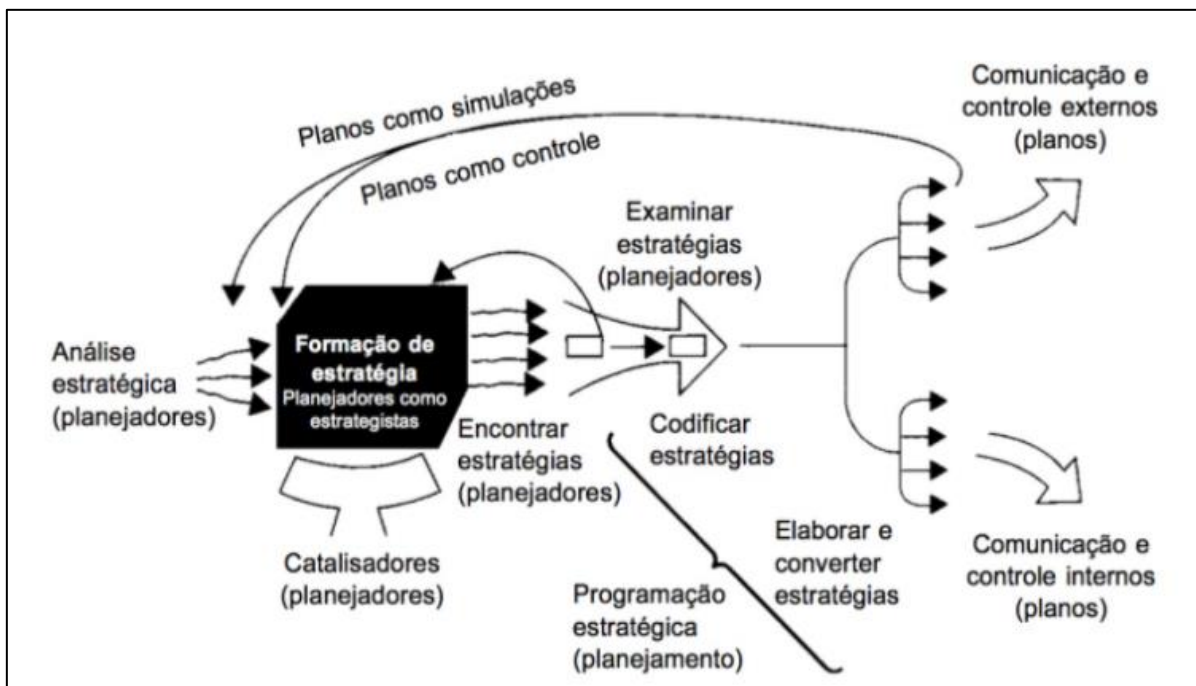 Planos como simulações
Planos como controle
Comunicação e
controle externos
(planos)
Examinar
estratégias
(planejadores)
Análise
estratégica
(planejadores)
Formação de
estratégia
Planejadores como
estrategistas
Encontrar
estratégias
(planejadores)
Codificar
estratégias
Catalisadores
(planejadores)
Programação
estratégica
(planejamento)
Elaborar e
converter
estratégias
Comunicação e
controle internos
(planos)